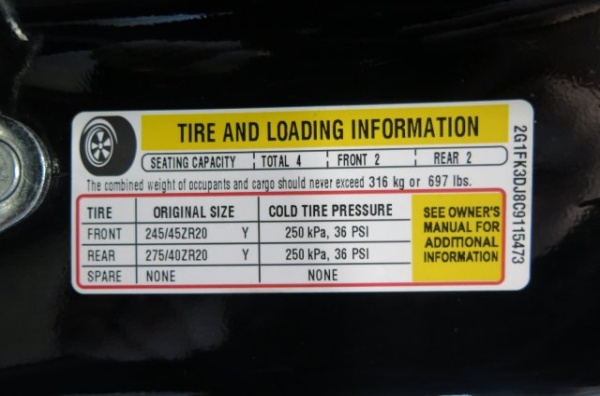 TIRE AND LOADING INFORMATION
SEATING CAPACITY TOTAL 4 FRONT 2 REAR 2
The combined weight of occupants and cargo should never exceed 316 kg or 697 lbs.
TIRE ORIGINAL SIZE COLD TIRE PRESSURE
FRONT 245/45ZR20 Y 250 kPa, 36 PSI
REAR 275/40ZR20 Y 250 kPa, 36 PSI
SPARE NONE NONE
SEE OWNER'S
MANUAL FOR
ADDITIONAL
INFORMATION
2G1FK3DJ8C9115473